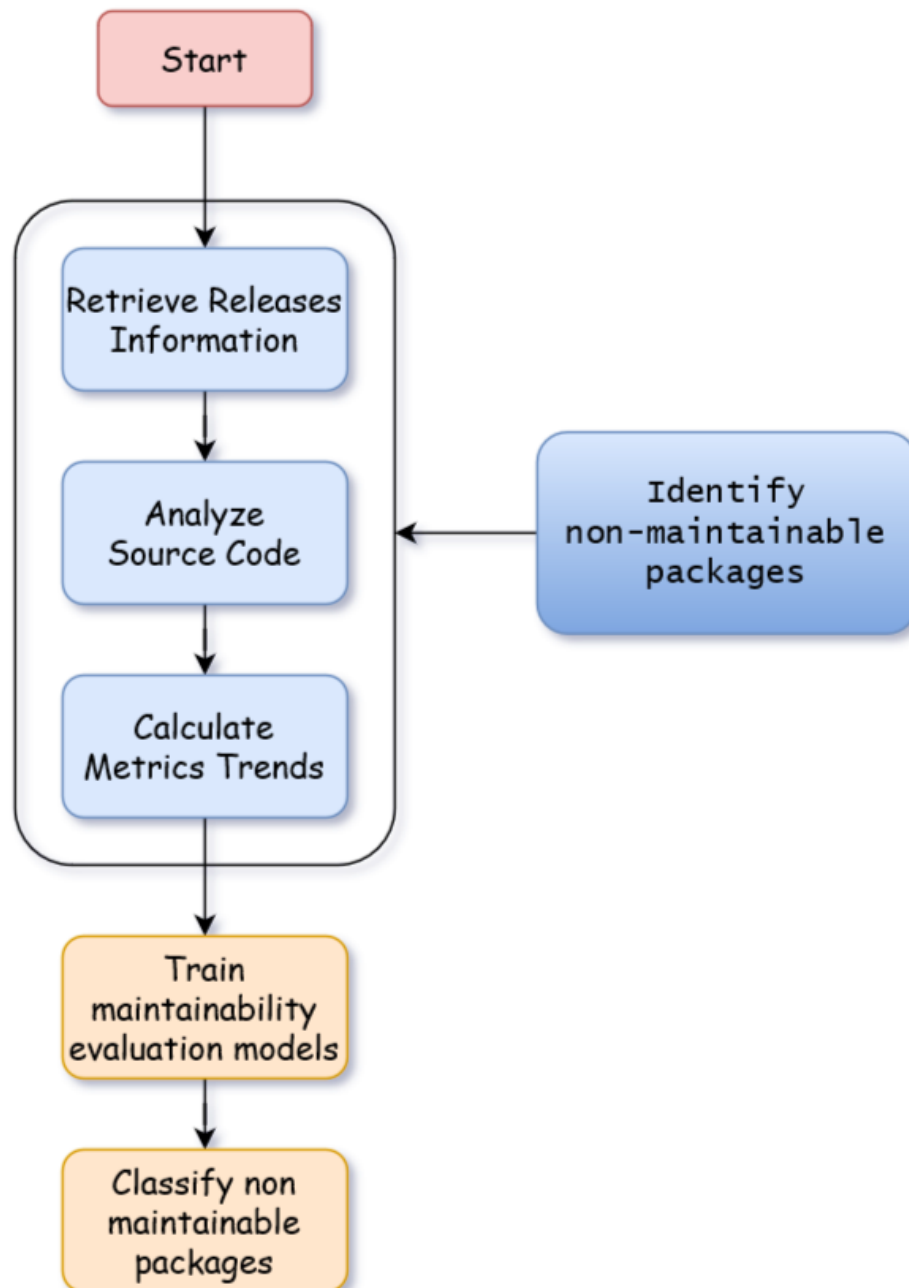 Start
Retrieve Releases
Information
Analyze
Source Code
Calculate
Metrics Trends
Identify
non-maintainable
packages
Train
maintainability
evaluation models
Classify non
maintainable
packages